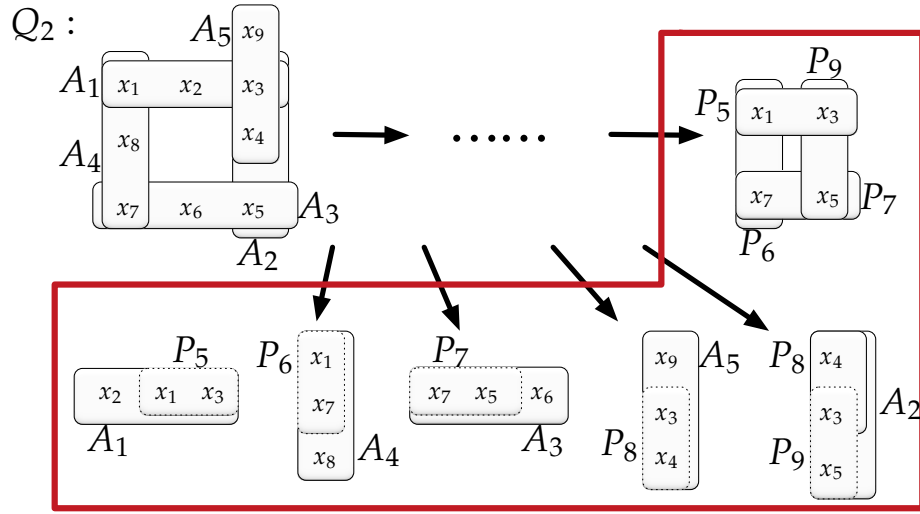 Q₂ :
A₅ x₉
A₁ x₁ x₂ x₃
P₉
P₅ x₁ x₃
A₄ x₈ x₄
......
x₇ x₆ x₅ A₃
x₇ x₅ P₇
A₂
P₆
P₅
x₂ x₁ x₃
A₁
P₆ x₁
x₇
x₈ A₄
P₇
x₇ x₅ x₆
A₃
x₉ A₅
x₃
P₈ x₄
P₈ x₄
x₃ A₂
P₉ x₅